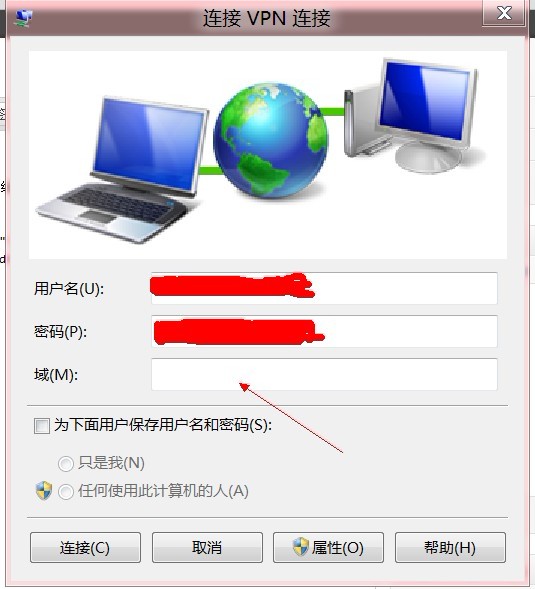 连接 VPN 连接
用户名(U):
密码(P):
域(M):
为下面用户保存用户名和密码(S):
只是我(N)
任何使用此计算机的人(A)
连接(C)
取消
属性(O)
帮助(H)